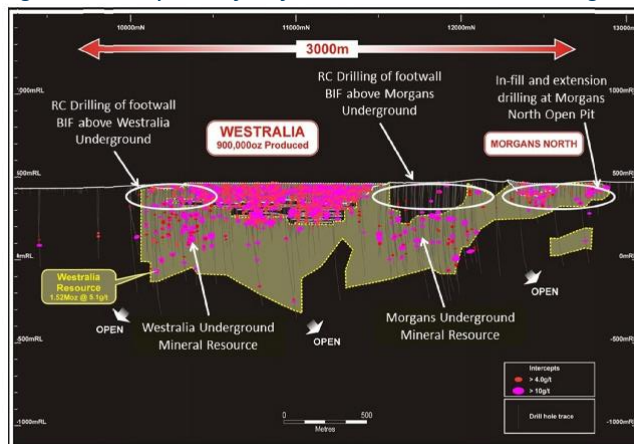 10800mN
11000mN
12000mN
13000m
3000m
RC Drilling of footwall
BIF above Westralia
Underground
WESTRALIA
900,000oz Produced
RC Drilling of footwall
BIF above Morgans
Underground
In-fill and extension
drilling at Morgans
North Open Pit
MORGANS NORTH
500mRL
500
0mRL
0mRL
Westralia
Resource
1.52Moz @ 5.1g/t
OPEN
Westralia Underground
Mineral Resource
OPEN
Morgans Underground
Mineral Resource
OPEN
-500mRL
-500mRL
Intercepts
> 4.0g/t
> 10g/t
Drill hole trace
0
500
Metres
-1000mRL
-1000mRL